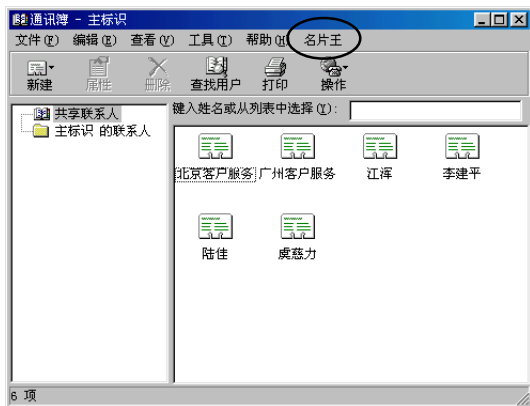 通讯簿 - 主标识
文件(F) 编辑(E) 查看(V) 工具(T) 帮助(H) 名片王
新建 属性 删除 查找用户 打印 操作
共享联系人
主标识 的联系人
键入姓名或从列表中选择(Y):
北京客户服务 广州客户服务 江浑 李建平
陆佳 虞慈力
6 项